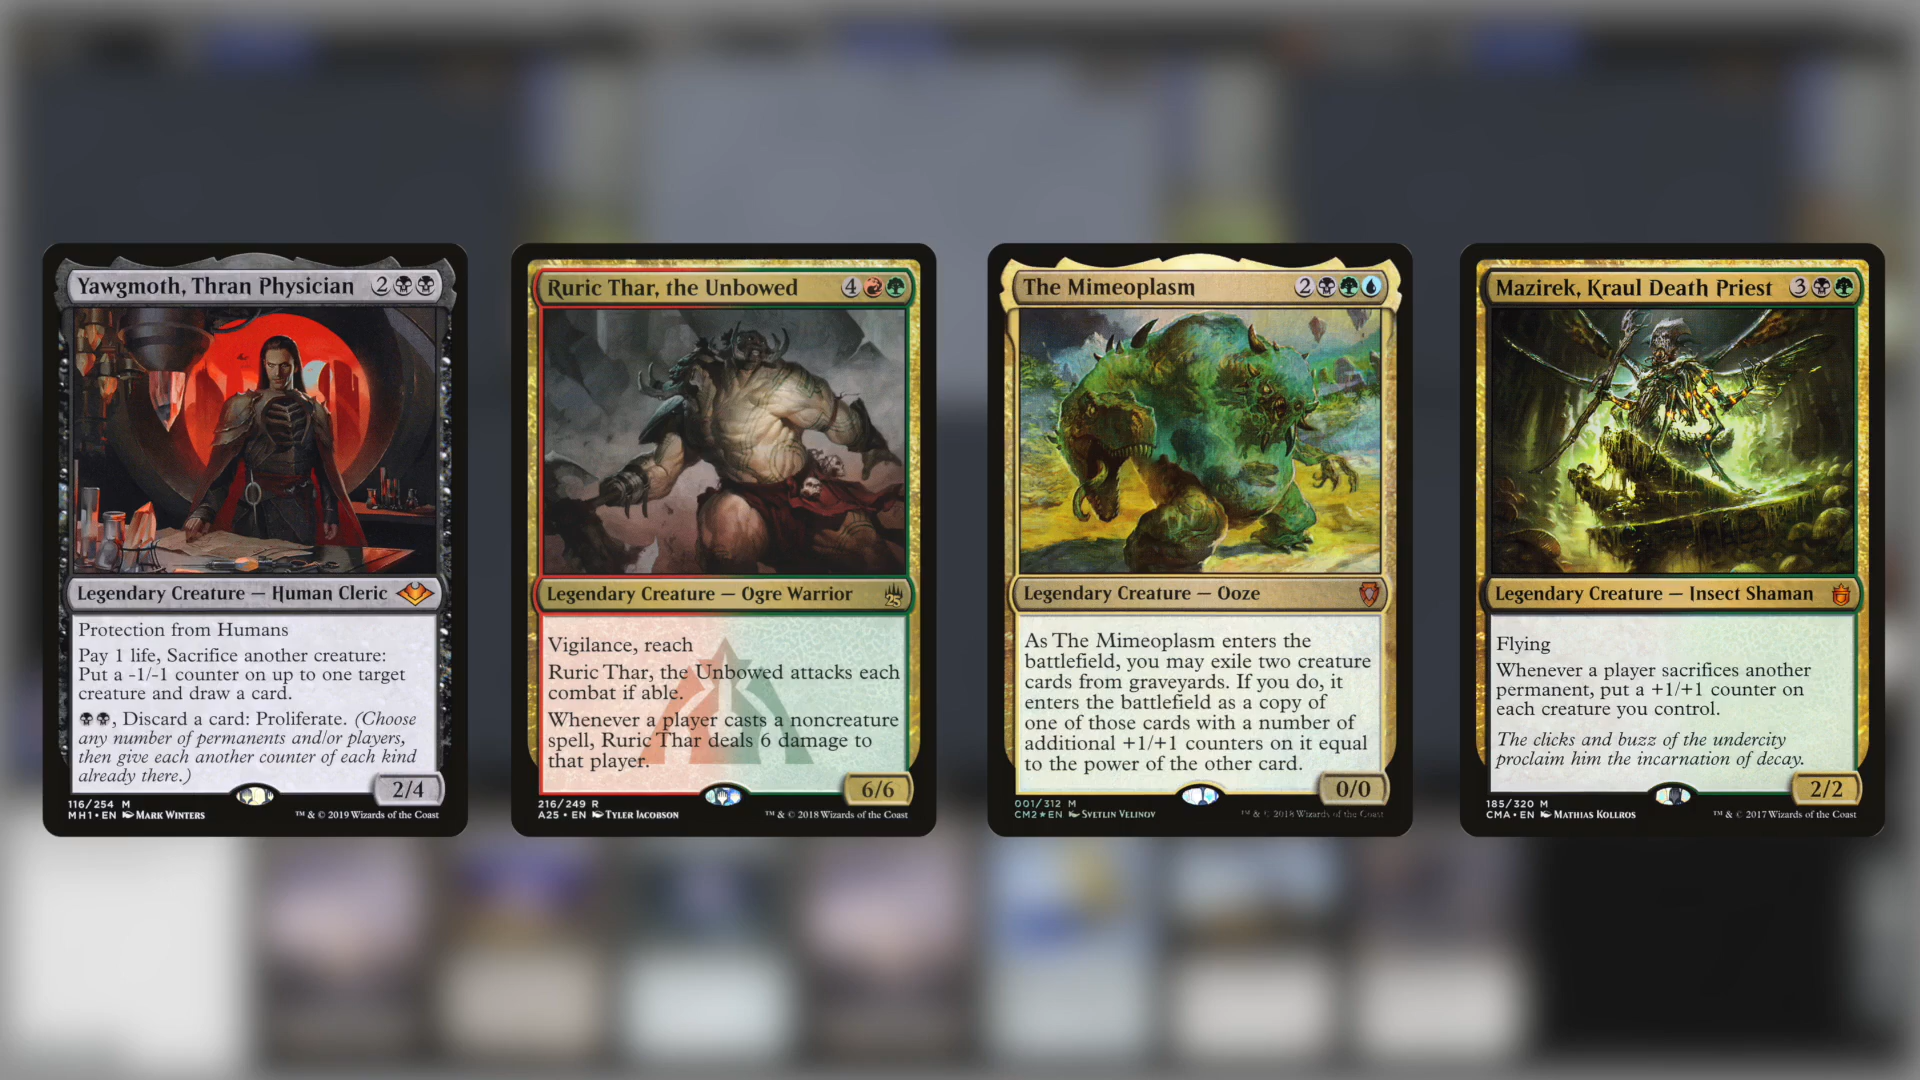 Yawgmoth, Thran Physician 2
Legendary Creature — Human Cleric
Protection from Humans
Pay 1 life, Sacrifice another creature:
Put a -1/-1 counter on up to one target
creature and draw a card.
, Discard a card: Proliferate. (Choose
any number of permanents and/or players,
then give each another counter of each kind
already there.)
2/4
116/254 M
MH1 • EN Mark Winters
™ & © 2019 Wizards of the Coast
Ruric Thar, the Unbowed 4
Legendary Creature — Ogre Warrior
25
Vigilance, reach
Ruric Thar, the Unbowed attacks each
combat if able.
Whenever a player casts a noncreature
spell, Ruric Thar deals 6 damage to
that player.
6/6
216/249 R
A25 • EN Tyler Jacobson
™ & © 2018 Wizards of the Coast
The Mimeoplasm 2
Legendary Creature — Ooze
As The Mimeoplasm enters the
battlefield, you may exile two creature
cards from graveyards. If you do, it
enters the battlefield as a copy of
one of those cards with a number of
additional +1/+1 counters on it equal
to the power of the other card.
0/0
001/312 M
CM2 ★ EN Svetlin Velinov
™ & © 2018 Wizards of the Coast
Mazirek, Kraul Death Priest 3
Legendary Creature — Insect Shaman
Flying
Whenever a player sacrifices another
permanent, put a +1/+1 counter on
each creature you control.
The clicks and buzz of the undercity
proclaim him the incarnation of decay.
2/2
185/320 M
CMA • EN Mathias Kollros
™ & © 2017 Wizards of the Coast